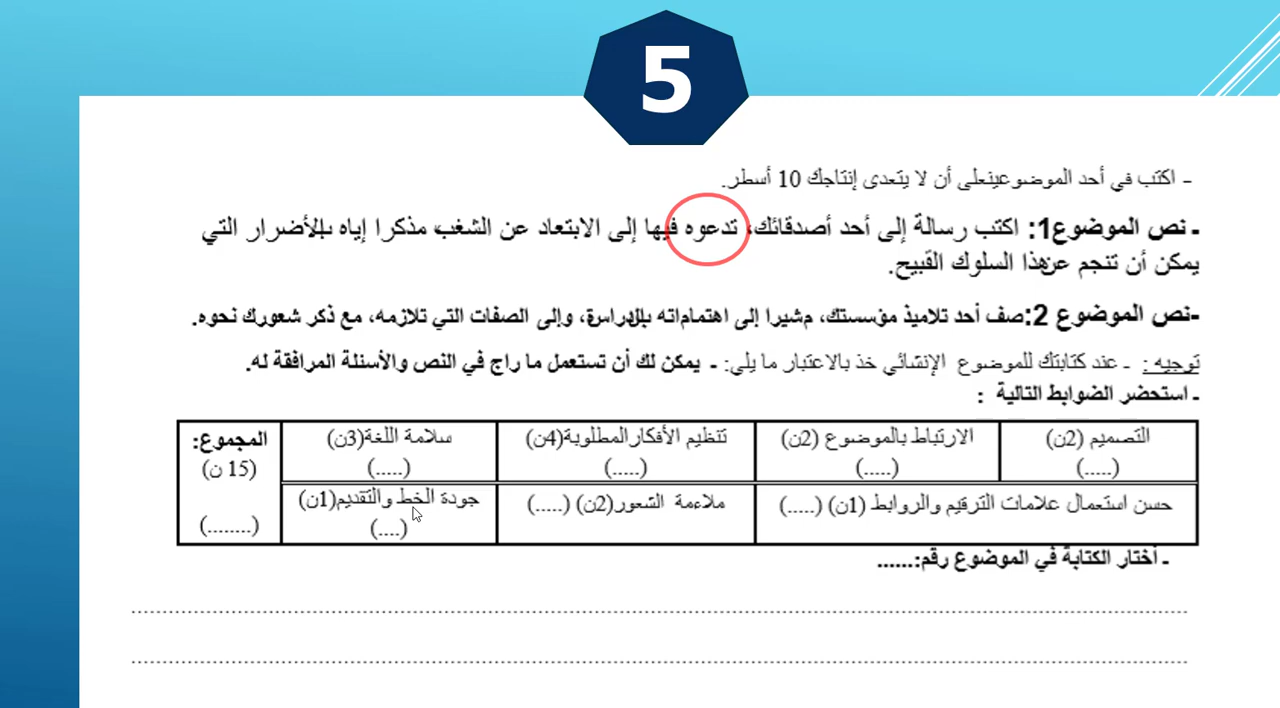 5
- اكتب في أحد الموضوعينعلى أن لا يتعدى إنتاجك 10 أسطر.
ـ نص الموضوع1: اكتب رسالة إلى أحد أصدقائك، تدعوه فيها إلى الابتعاد عن الشغب مذكرا إياه بالأضرار التي
يمكن أن تنجم عن هذا السلوك القبيح.
-نص الموضوع 2:صف أحد تلاميذ مؤسستك، مشيرا إلى اهتماماته بالدراسة، وإلى الصفات التي تلازمه، مع ذكر شعورك نحوه.
توجيه : ـ عند كتابتك للموضوع الإنشائي خذ بالاعتبار ما يلي: ـ يمكن لك أن تستعمل ما راج في النص والأسئلة المرافقة له.
ـ استحضر الضوابط التالية :
التصميم (2ن) الارتباط بالموضوع (2ن) تنظيم الأفكار المطلوبة(4ن) سلامة اللغة(3ن) المجموع:
(.....) (.....) (.....) (.....) (15 ن)
حسن استعمال علامات الترقيم والروابط (1ن) (.....) ملاءمة الشعور(2ن) (.....) جودة الخط والتقديم(1ن)
(....) (........)
ـ أختار الكتابة في الموضوع رقم:......